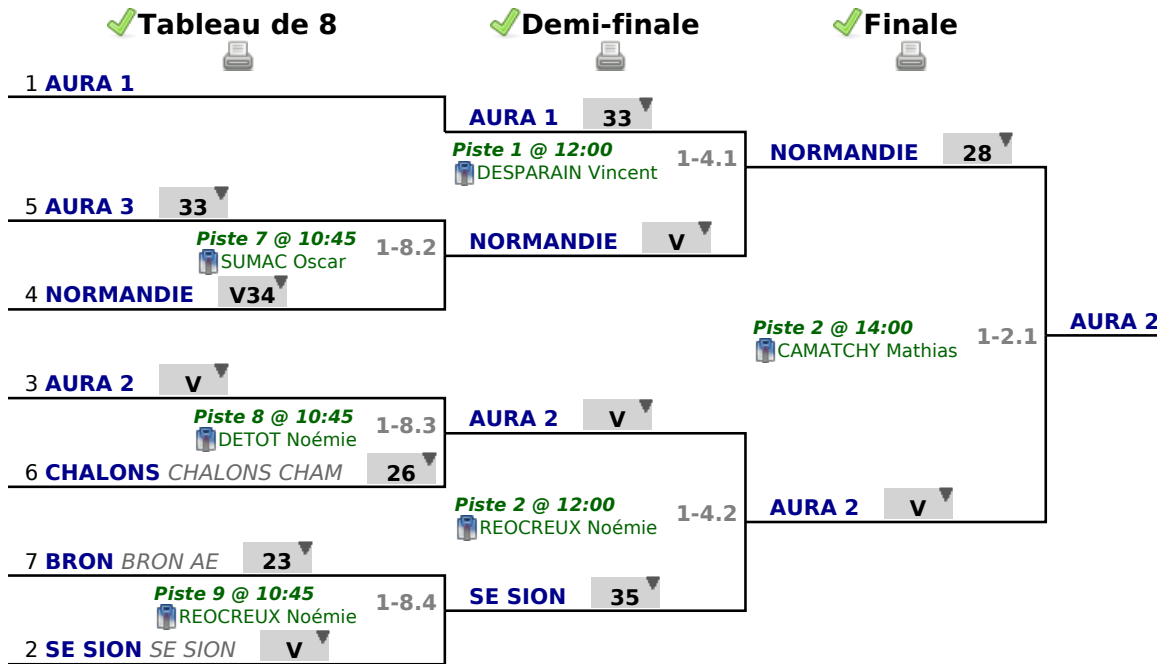 Tableau de 8
Demi-finale
Finale
1 AURA 1
AURA 1 33
Piste 1 @ 12:00
DESPARAIN Vincent
1-4.1
NORMANDIE 28
5 AURA 3 33
Piste 7 @ 10:45
SUMAC Oscar
1-8.2
NORMANDIE V
4 NORMANDIE V34
Piste 2 @ 14:00
CAMATCHY Mathias
1-2.1
AURA 2
3 AURA 2 V
Piste 8 @ 10:45
DETOT Noémie
1-8.3
AURA 2 V
6 CHALONS CHALONS CHAM 26
Piste 2 @ 12:00
REOCREUX Noémie
1-4.2
AURA 2 V
7 BRON BRON AE 23
Piste 9 @ 10:45
REOCREUX Noémie
1-8.4
SE SION 35
2 SE SION SE SION V